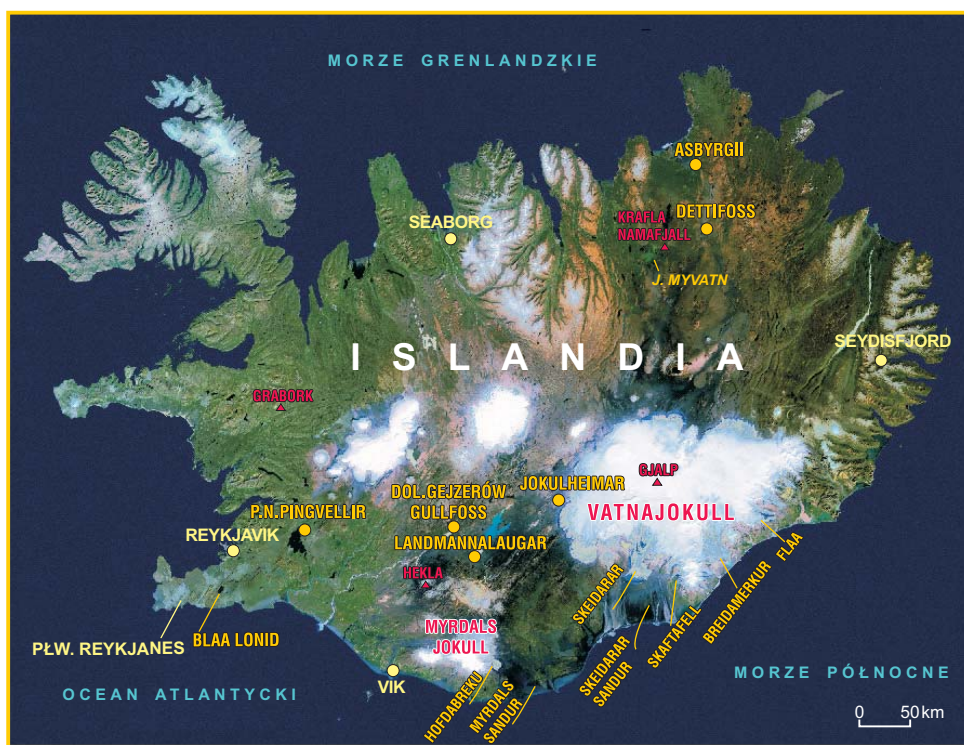 MORZE GRENLANDZKIE
ASBYRGII
DETTIFOSS
KRAFLA
NAMAFJALL
SEABORG
J. MYVATN
SEYDISFJORD
ISLANDIA
GRABORK
GJALP
JOKULHEIMAR
DOL.GEJZERÓW
GULLFOSS
VATNAJOKULL
P.N.PINGVELLIR
REYKJAVIK
LANDMANNALAUGAR
HEKLA
SKEIDARAR
BREIDAMERKUR FLAA
MYRDALS
JOKULL
PŁW. REYKJANES
BLAA LONID
SKEIDARAR
SANDUR
SKAFTAFELL
MORZE PÓŁNOCNE
OCEAN ATLANTYCKI
VIK
HOFDABREKU
MYRDALS
SANDUR
0 50km